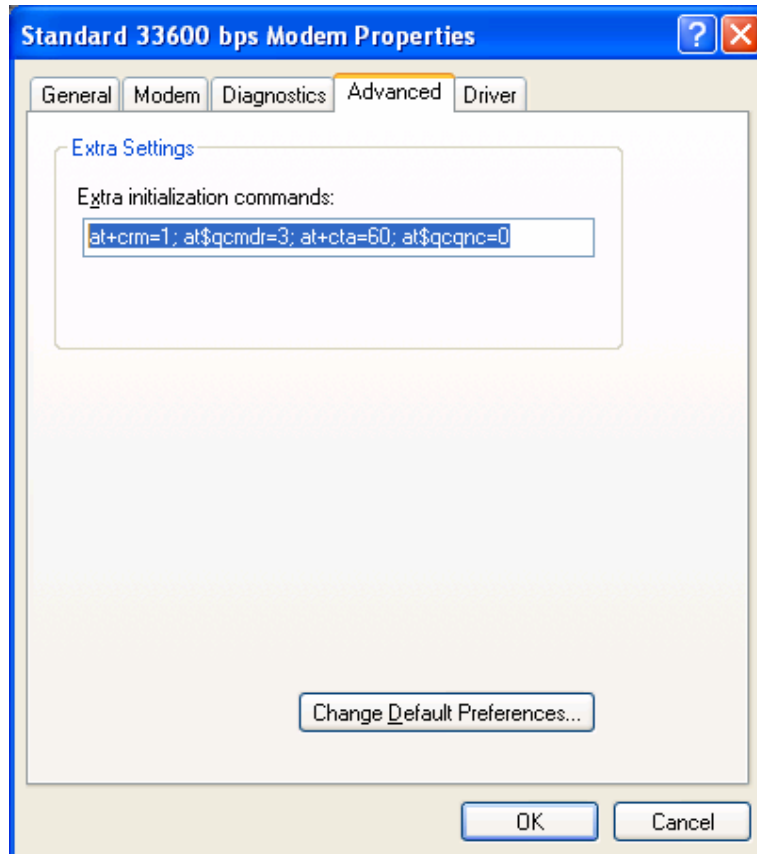 Standard 33600 bps Modem Properties
General Modem Diagnostics Advanced Driver
Extra Settings
Extra initialization commands:
at+crm=1; at$qcmdr=3; at+cta=60; at$qcqnc=0
Change Default Preferences...
OK Cancel